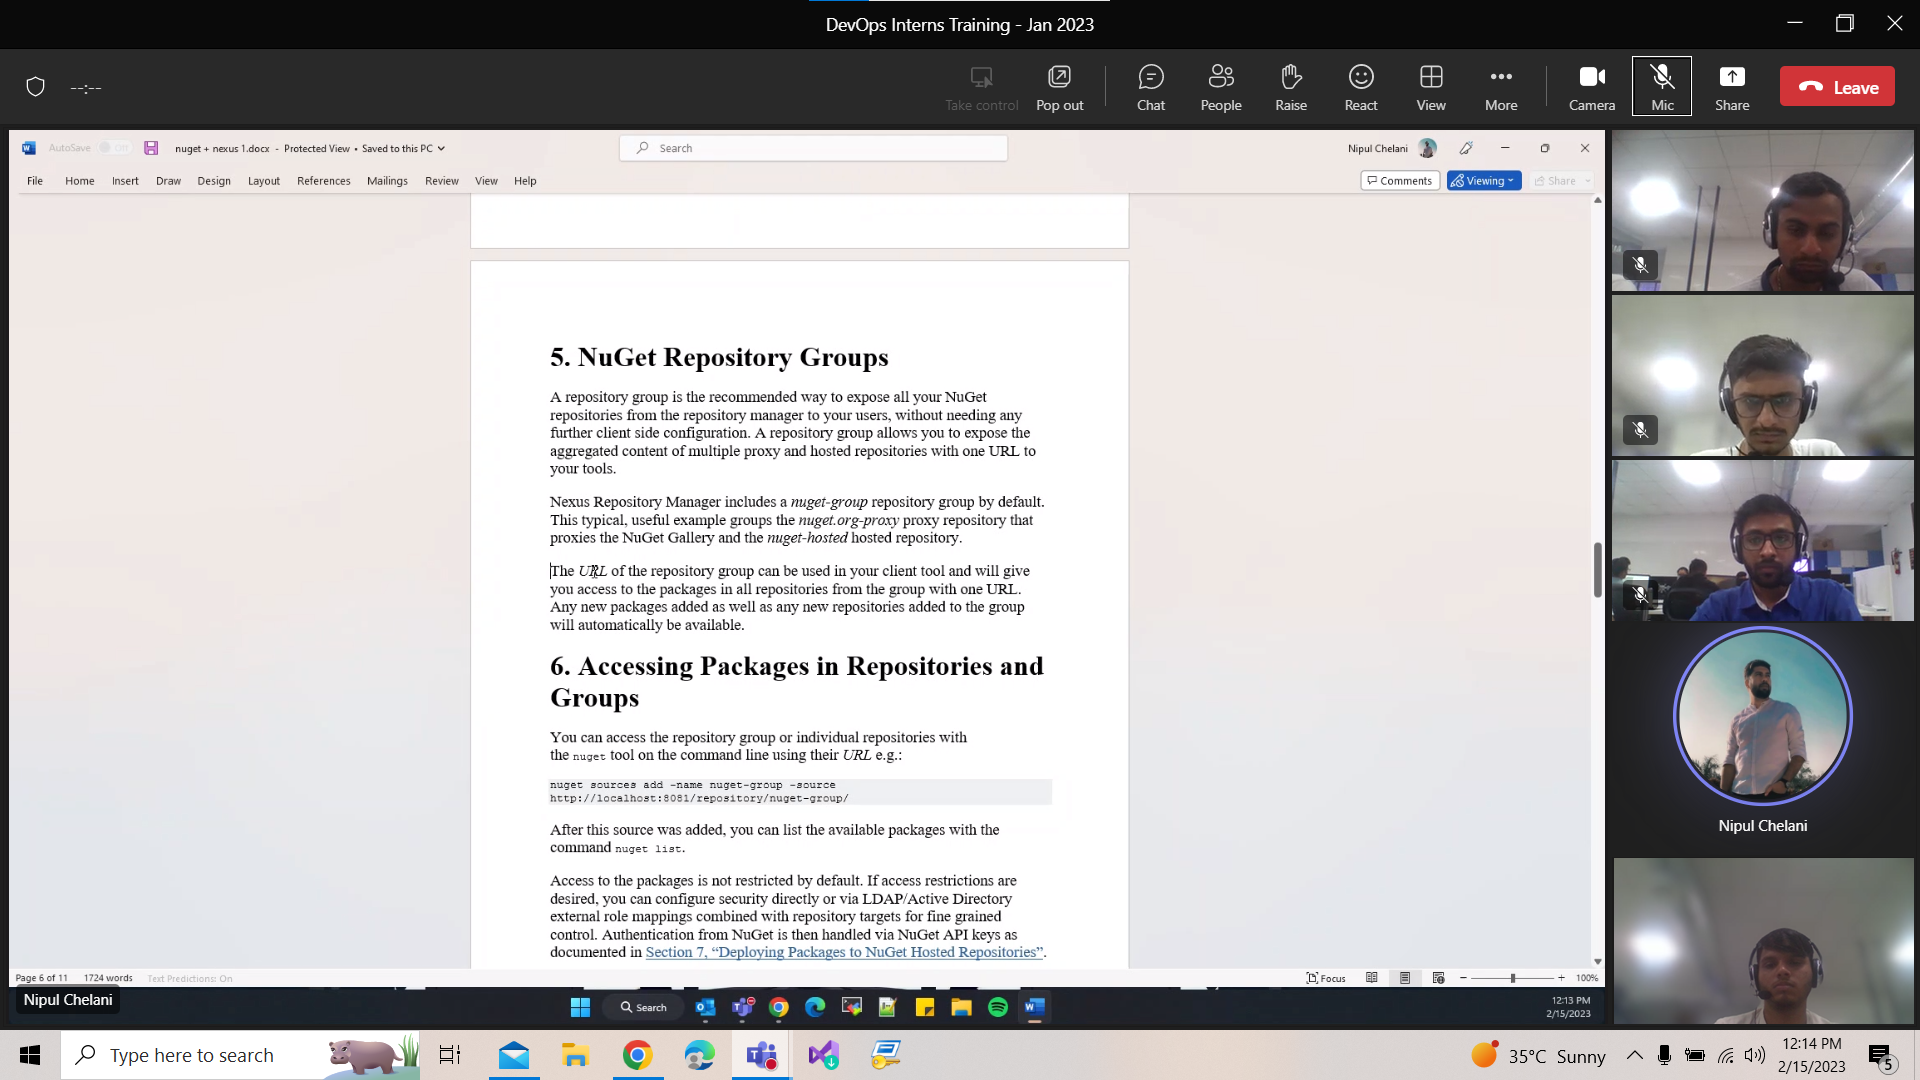 DevOps Interns Training - Jan 2023
--:--
Take control
Pop out
Chat
People
Raise
React
View
More
Camera
Mic
Share
Leave
AutoSave
Off
nuget + nexus 1.docx - Protected View • Saved to this PC
Search
Nipul Chelani
File Home Insert Draw Design Layout References Mailings Review View Help
Comments
Viewing
Share
5. NuGet Repository Groups
A repository group is the recommended way to expose all your NuGet
repositories from the repository manager to your users, without needing any
further client side configuration. A repository group allows you to expose the
aggregated content of multiple proxy and hosted repositories with one URL to
your tools.
Nexus Repository Manager includes a nuget-group repository group by default.
This typical, useful example groups the nuget.org-proxy proxy repository that
proxies the NuGet Gallery and the nuget-hosted hosted repository.
The URL of the repository group can be used in your client tool and will give
you access to the packages in all repositories from the group with one URL.
Any new packages added as well as any new repositories added to the group
will automatically be available.
6. Accessing Packages in Repositories and
Groups
You can access the repository group or individual repositories with
the nuget tool on the command line using their URL e.g.:
nuget sources add -name nuget-group -source
http://localhost:8081/repository/nuget-group/
After this source was added, you can list the available packages with the
command nuget list.
Access to the packages is not restricted by default. If access restrictions are
desired, you can configure security directly or via LDAP/Active Directory
external role mappings combined with repository targets for fine grained
control. Authentication from NuGet is then handled via NuGet API keys as
documented in Section 7, “Deploying Packages to NuGet Hosted Repositories”.
Nipul Chelani
Page 6 of 11 1724 words Text Predictions: On
Focus
100%
Nipul Chelani
Search
12:13 PM
2/15/2023
Type here to search
35°C Sunny
12:14 PM
2/15/2023
5